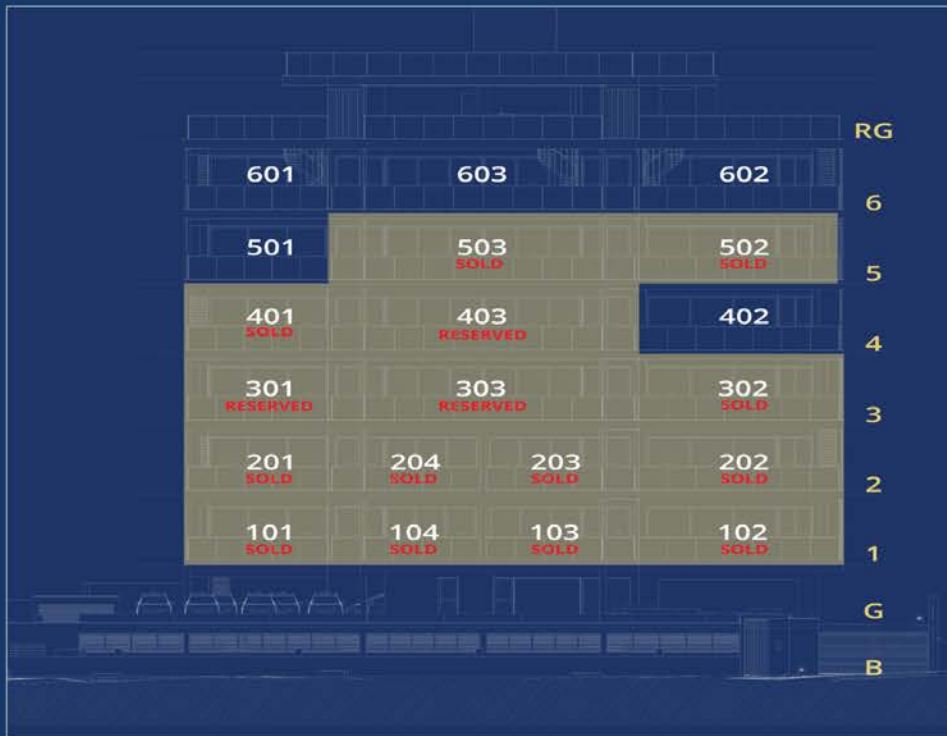 RG
601 603 602
6
501 503 502
SOLD SOLD
5
401 403 402
SOLD RESERVED
4
301 303 302
RESERVED RESERVED SOLD
3
201 204 203 202
SOLD SOLD SOLD SOLD
2
101 104 103 102
SOLD SOLD SOLD SOLD
1
G
B